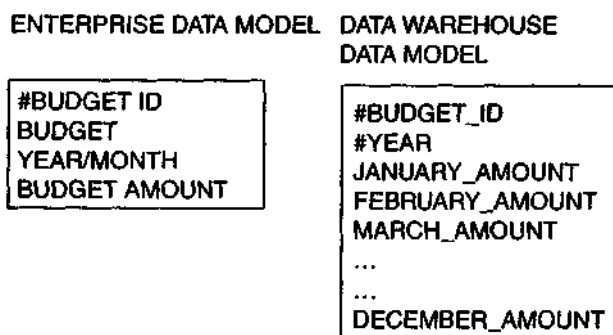 ENTERPRISE DATA MODEL
#BUDGET ID
BUDGET
YEAR/MONTH
BUDGET AMOUNT
DATA WAREHOUSE
DATA MODEL
#BUDGET_ID
#YEAR
JANUARY_AMOUNT
FEBRUARY_AMOUNT
MARCH_AMOUNT
...
...
DECEMBER_AMOUNT